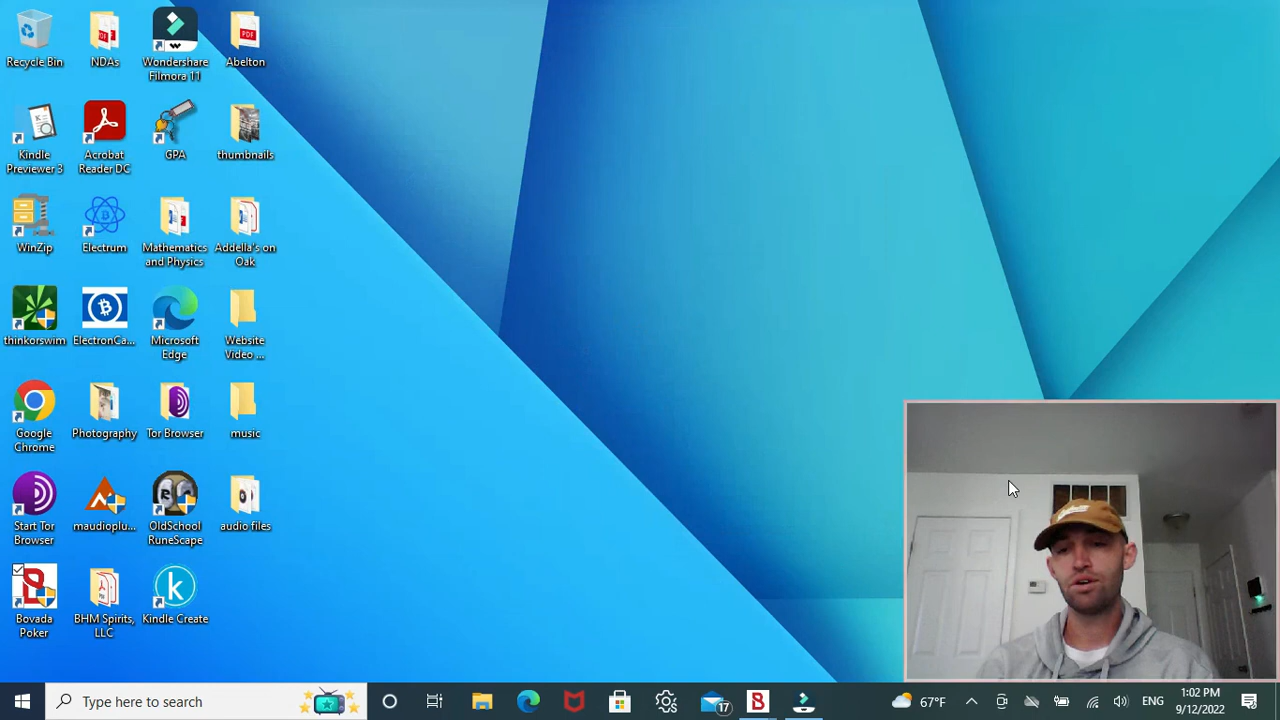 Recycle Bin
NDAs
Wondershare
Filmora 11
Abelton
Kindle
Previewer 3
Acrobat
Reader DC
GPA
thumbnails
WinZip
Electrum
Mathematics
and Physics
Addella's on
Oak
thinkorswim
ElectronCa...
Microsoft
Edge
Website
Video ...
Google
Chrome
Photography
Tor Browser
music
Start Tor
Browser
maudioplu...
OldSchool
RuneScape
audio files
Bovada
Poker
BHM Spirits,
LLC
Kindle Create
Type here to search
17
67°F
ENG
1:02 PM
9/12/2022